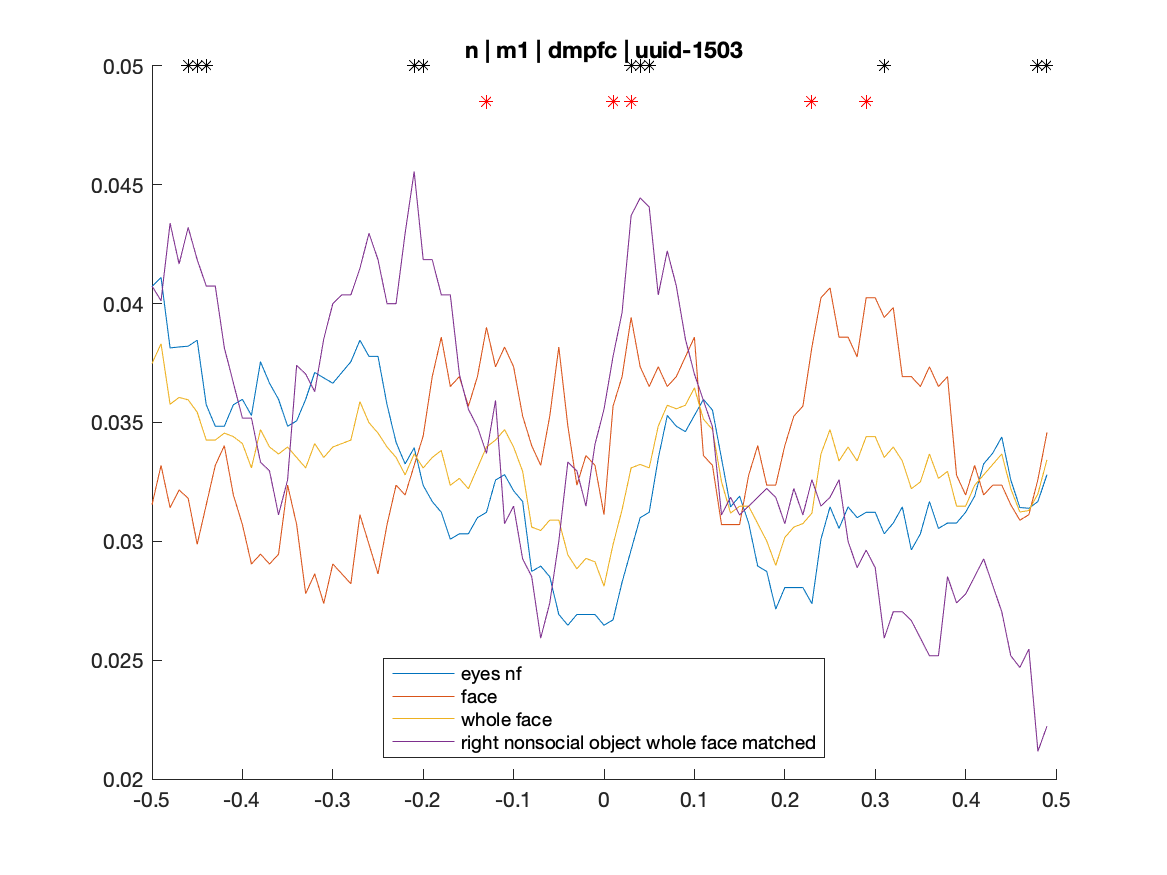 n | m1 | dmpfc | uuid-1503
0.05
0.045
0.04
0.035
0.03
0.025
0.02
eyes nf
face
whole face
right nonsocial object whole face matched
-0.5 -0.4 -0.3 -0.2 -0.1 0 0.1 0.2 0.3 0.4 0.5